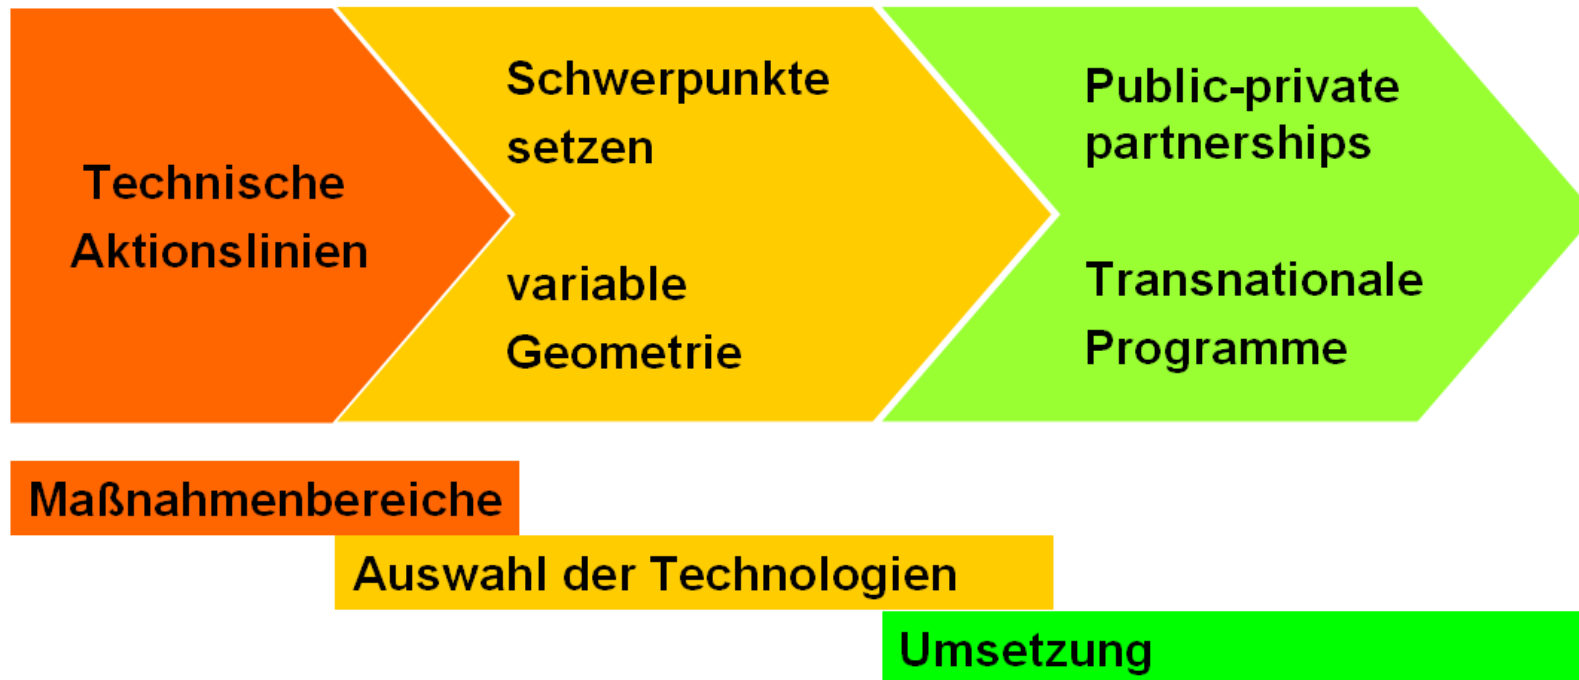 Technische
Aktionslinien
Schwerpunkte
setzen
variable
Geometrie
Public-private
partnerships
Transnationale
Programme
Maßnahmenbereiche
Auswahl der Technologien
Umsetzung